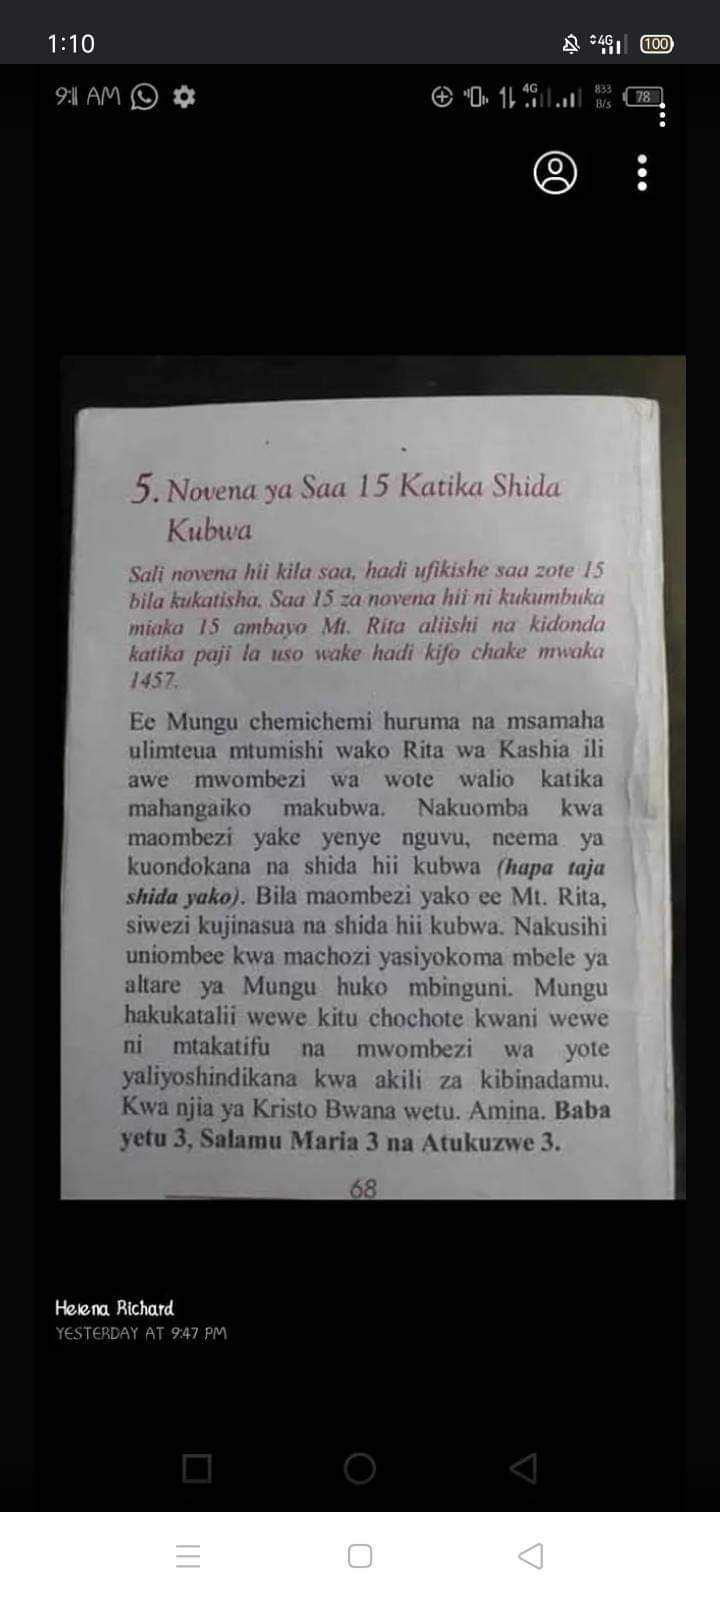 1:10
4G
100
9:11 AM
4G
833
B/s
78
5. Novena ya Saa 15 Katika Shida
Kubwa
Sali novena hii kila saa, hadi ufikishe saa zote 15
bila kukatisha. Saa 15 za novena hii ni kukumbuka
miaka 15 ambayo Mt. Rita aliishi na kidonda
katika paji la uso wake hadi kifo chake mwaka
1457.
Ee Mungu chemichemi huruma na msamaha
ulimteua mtumishi wako Rita wa Kashia ili
awe mwombezi wa wote walio katika
mahangaiko makubwa. Nakuomba kwa
maombezi yake yenye nguvu, neema ya
kuondokana na shida hii kubwa (hapa taja
shida yako). Bila maombezi yako ee Mt. Rita,
siwezi kujinasua na shida hii kubwa. Nakusihi
uniombee kwa machozi yasiyokoma mbele ya
altare ya Mungu huko mbinguni. Mungu
hakukatalii wewe kitu chochote kwani wewe
ni mtakatifu na mwombezi wa yote
yaliyoshindikana kwa akili za kibinadamu.
Kwa njia ya Kristo Bwana wetu. Amina. Baba
yetu 3, Salamu Maria 3 na Atukuzwe 3.
68
Helena Richard
YESTERDAY AT 9:47 PM